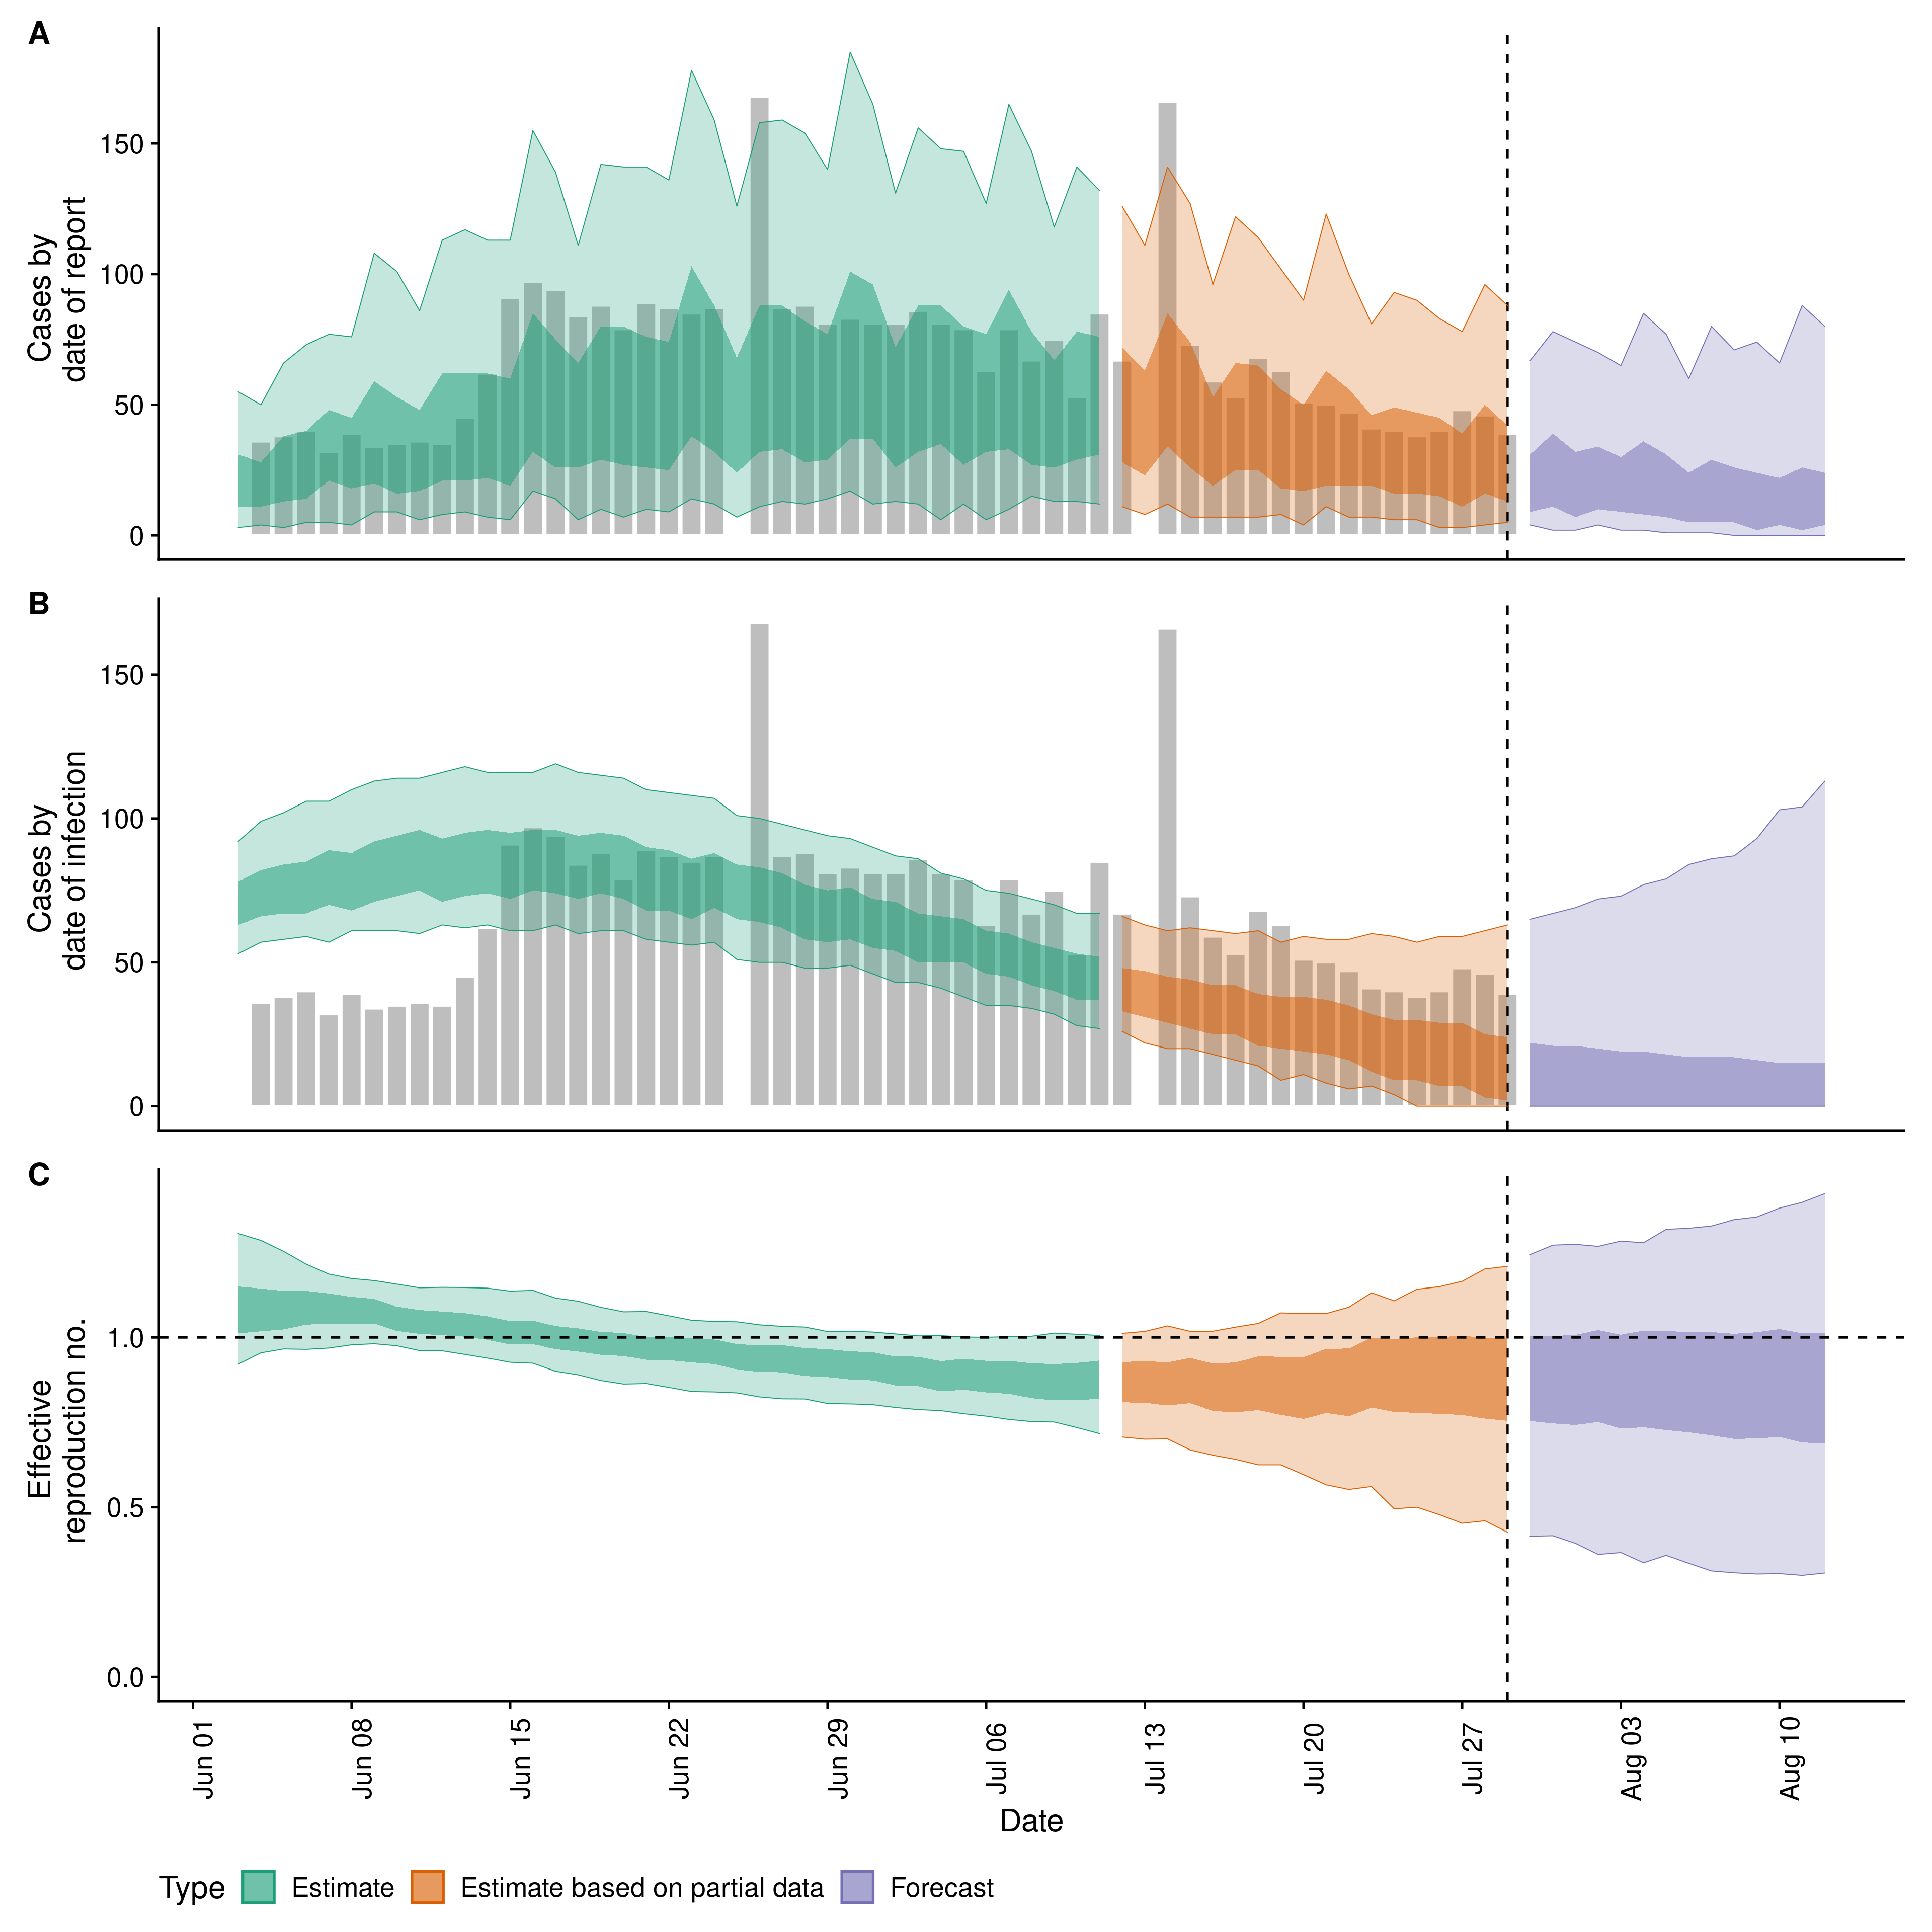 A
Cases by
date of report
150
100
50
0
B
Cases by
date of infection
150
100
50
0
C
Effective
reproduction no.
1.0
0.5
0.0
Jun 01
Jun 08
Jun 15
Jun 22
Jun 29
Jul 06
Jul 13
Jul 20
Jul 27
Aug 03
Aug 10
Date
Type Estimate Estimate based on partial data Forecast